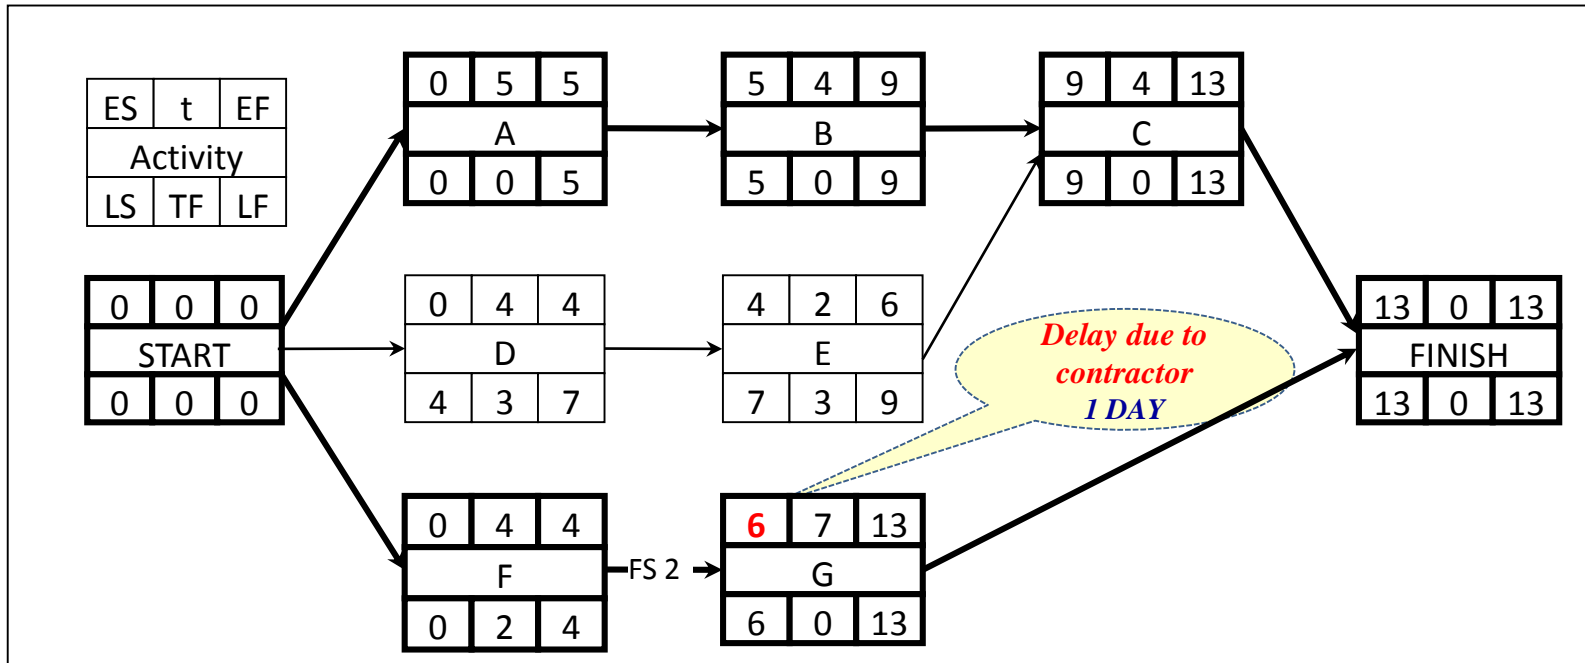 ES t EF
Activity
LS TF LF
0 5 5
A
0 0 5
5 4 9
B
5 0 9
9 4 13
C
9 0 13
0 0 0
START
0 0 0
0 4 4
D
4 3 7
4 2 6
E
7 3 9
Delay due to
contractor
1 DAY
13 0 13
FINISH
13 0 13
0 4 4
F
0 2 4
FS 2
6 7 13
G
6 0 13